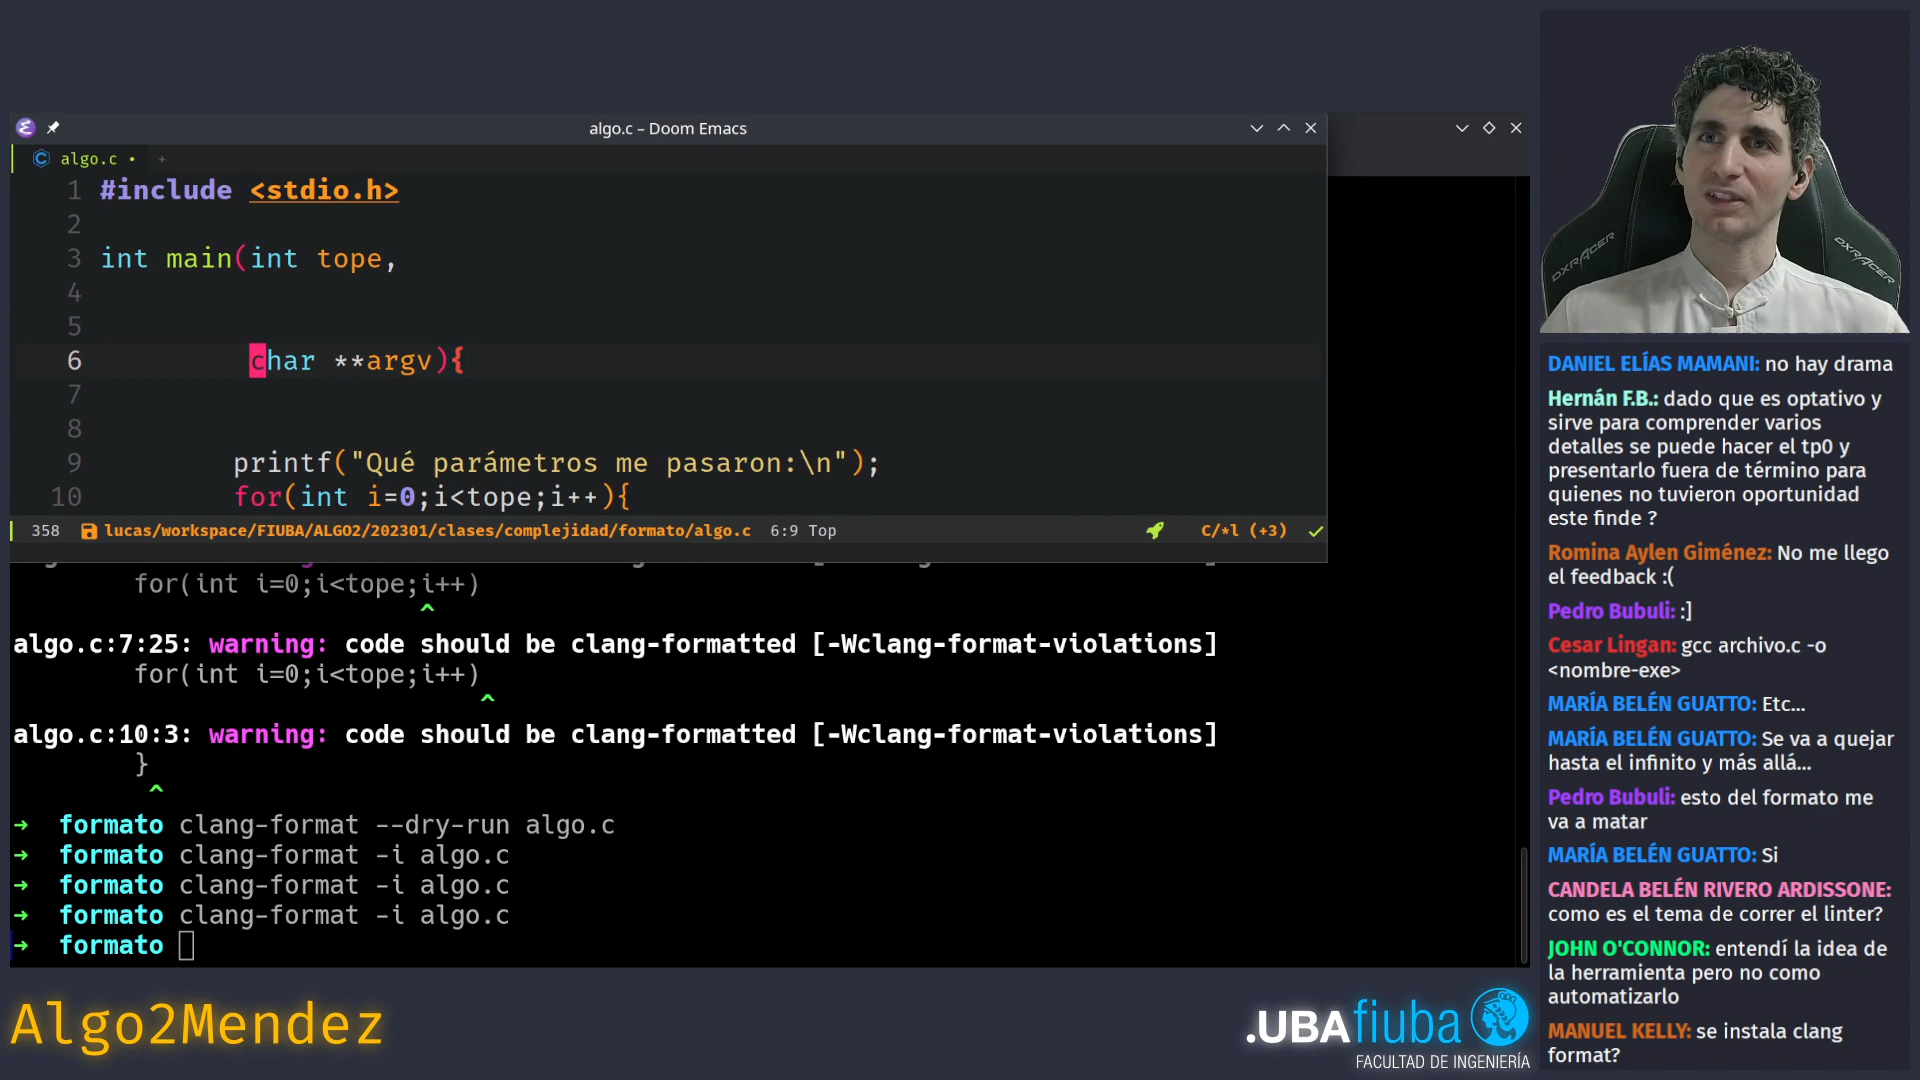 algo.c – Doom Emacs
algo.c • +
1 #include <stdio.h>
2
3 int main(int tope,
4
5
6 char **argv){
7
8
9 printf("Qué parámetros me pasaron:\n");
10 for(int i=0;i<tope;i++){
358 lucas/workspace/FIUBA/ALGO2/202301/clases/complejidad/formato/algo.c 6:9 Top C/*l (+3)
for(int i=0;i<tope;i++)
^
algo.c:7:25: warning: code should be clang-formatted [-Wclang-format-violations]
for(int i=0;i<tope;i++)
^
algo.c:10:3: warning: code should be clang-formatted [-Wclang-format-violations]
}
^
→ formato clang-format --dry-run algo.c
→ formato clang-format -i algo.c
→ formato clang-format -i algo.c
→ formato clang-format -i algo.c
→ formato
DXRACER
DXRACER
DANIEL ELÍAS MAMANI: no hay drama
Hernán F.B.: dado que es optativo y
sirve para comprender varios
detalles se puede hacer el tp0 y
presentarlo fuera de término para
quienes no tuvieron oportunidad
este finde ?
Romina Aylen Giménez: No me llego
el feedback :(
Pedro Bubuli: :]
Cesar Lingan: gcc archivo.c -o
<nombre-exe>
MARÍA BELÉN GUATTO: Etc...
MARÍA BELÉN GUATTO: Se va a quejar
hasta el infinito y más allá...
Pedro Bubuli: esto del formato me
va a matar
MARÍA BELÉN GUATTO: Si
CANDELA BELÉN RIVERO ARDISSONE:
como es el tema de correr el linter?
JOHN O'CONNOR: entendí la idea de
la herramienta pero no como
automatizarlo
MANUEL KELLY: se instala clang
format?
Algo2Mendez
.UBAfiuba
FACULTAD DE INGENIERÍA